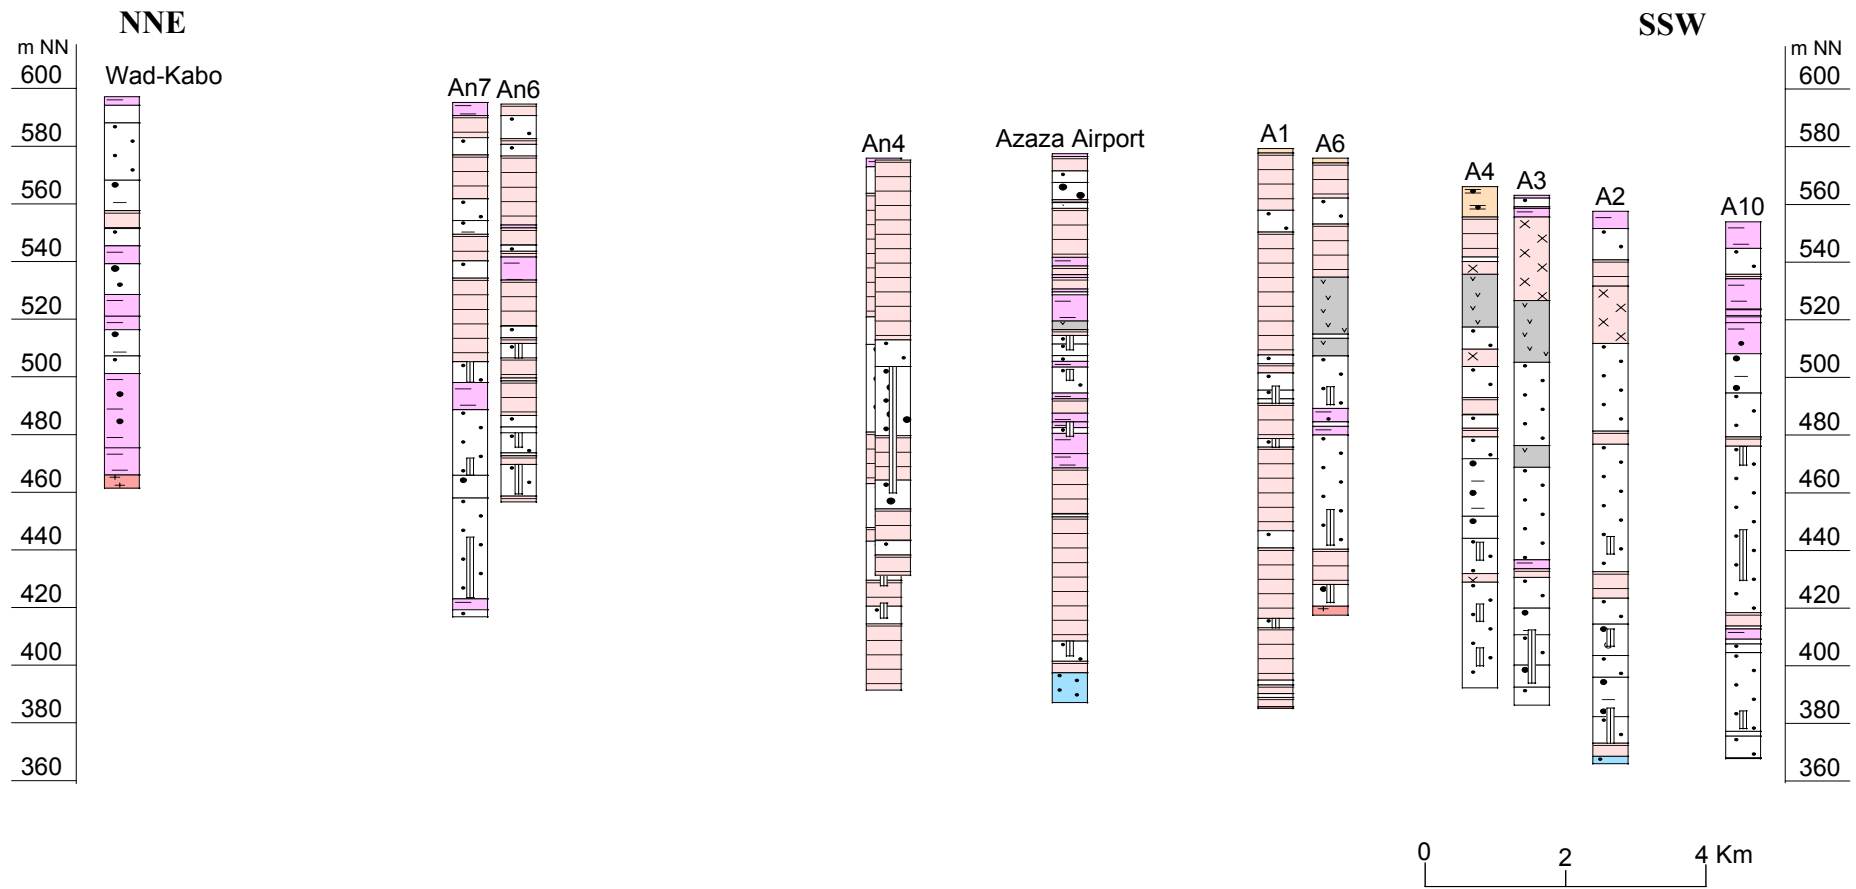 NNE SSW
m NN m NN
600 Wad-Kabo 600
An7 An6
580 Azaza Airport A1 580
An4 A6
A4 A3
560 A2 560
A10
540 540
520 520
500 500
480 480
460 460
440 440
420 420
400 400
380 380
360 360
0 2 4 Km